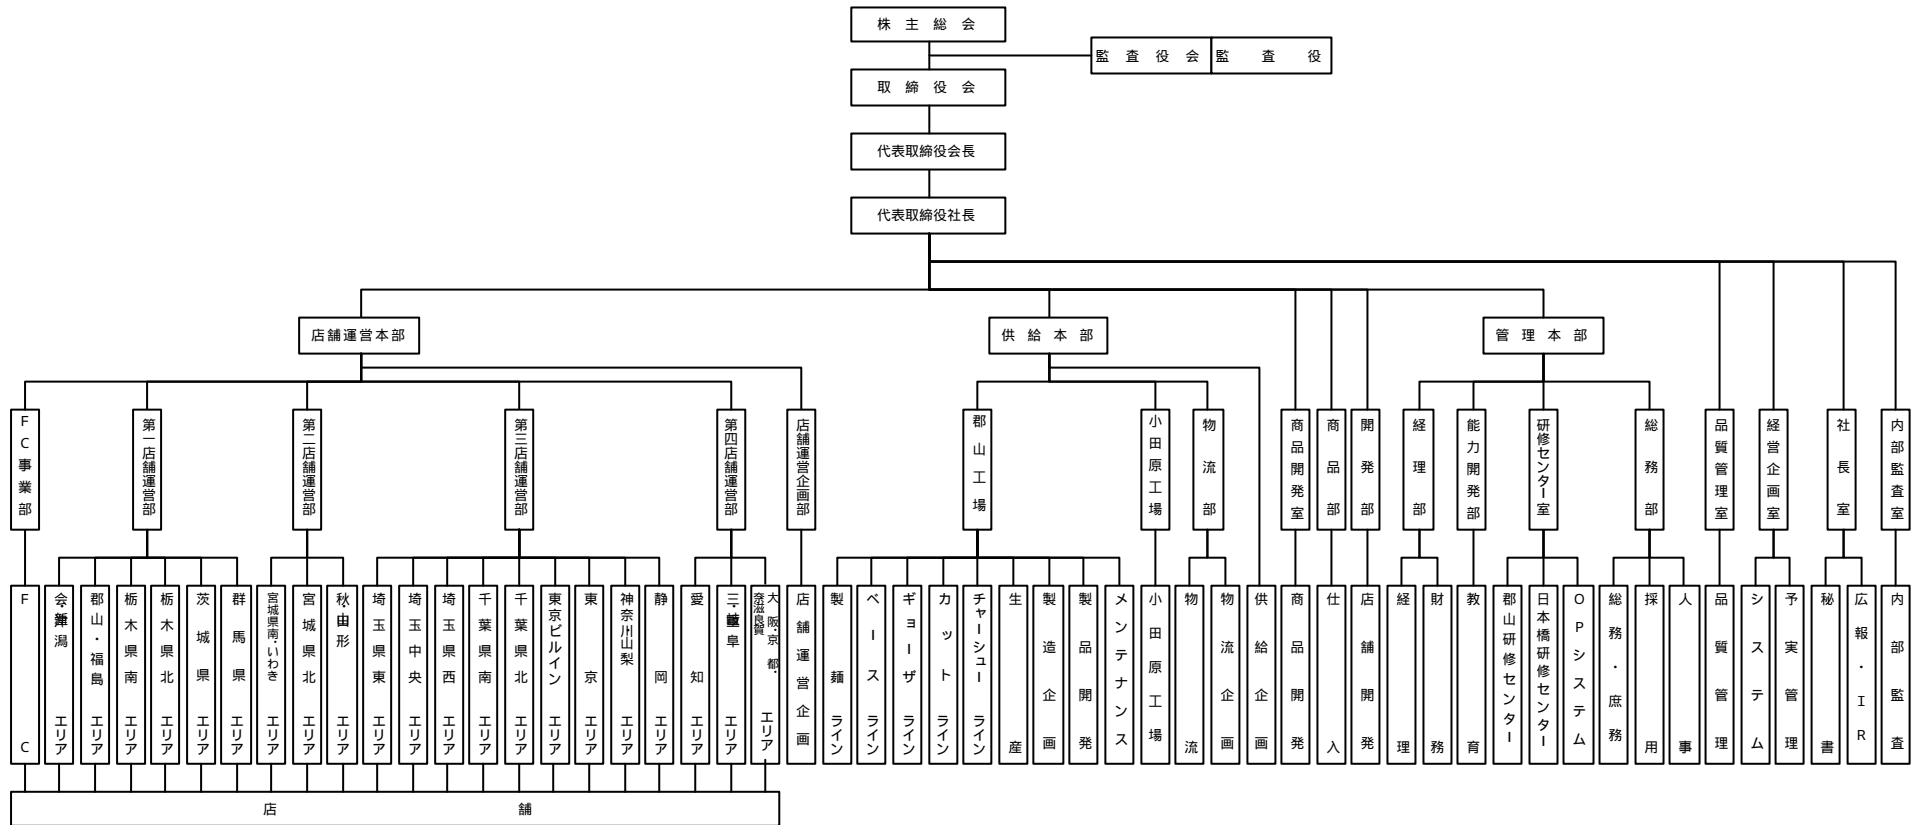 株主総会
監査役会
監査役
取締役会
代表取締役会長
代表取締役社長
店舗運営本部
供給本部
管理本部
FC事業部
第一店舗運営部
第二店舗運営部
第三店舗運営部
第四店舗運営部
店舗運営企画部
郡山工場
小田原工場
物流部
商品開発室
商品部
開発部
経理部
能力開発部
研修センター室
総務部
品質管理室
経営企画室
社長室
内部監査室
FC
会津・新潟エリア
郡山・福島エリア
栃木県南エリア
栃木県北エリア
茨城県エリア
群馬県エリア
宮城県南・いわきエリア
宮城県北エリア
秋田・山形エリア
埼玉県東エリア
埼玉中央エリア
埼玉県西エリア
千葉県南エリア
千葉県北エリア
東京ビルインエリア
東京エリア
神奈川・山梨エリア
静岡エリア
愛知エリア
三重・岐阜エリア
大阪・京都・
奈良滋賀
エリア
店舗運営企画
製麺ライン
ベースライン
ギョーザライン
カットライン
チャーシューライン
生産
製造企画
製品開発
メンテナンス
小田原工場
物流
物流企画
供給企画
商品開発
仕入
店舗開発
経理
財務
教育
郡山研修センター
日本橋研修センター
OPシステム
総務・庶務
採用
人事
品質管理
システム
予実管理
秘書
広報・IR
内部監査
店舗